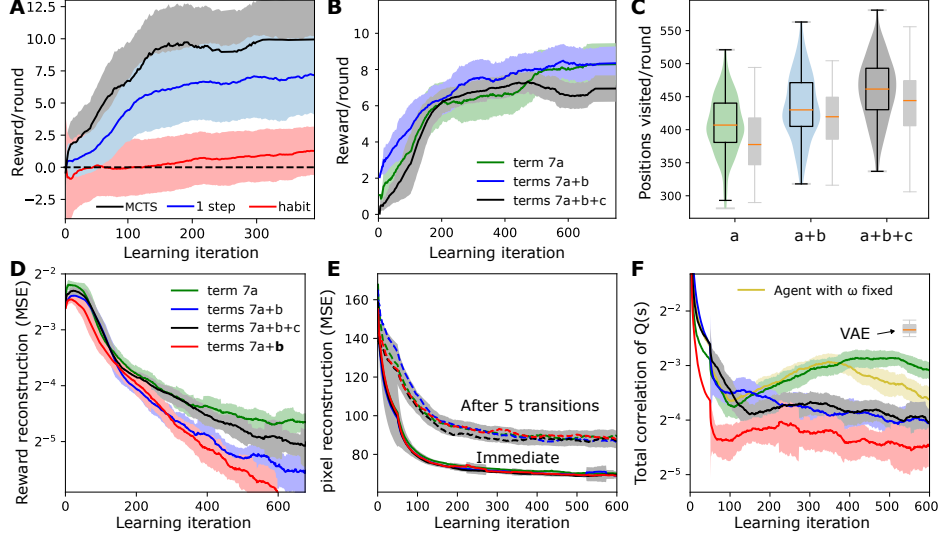 A
Reward/round
12.5
10.0
7.5
5.0
2.5
0.0
−2.5
MCTS 1 step habit
0 100 200 300
Learning iteration
B
Reward/round
8
6
4
2
0
term 7a
terms 7a+b
terms 7a+b+c
0 200 400 600
Learning iteration
C
Positions visited/round
550
500
450
400
350
300
a a+b a+b+c
D
Reward reconstruction (MSE)
2⁻²
2⁻³
2⁻⁴
2⁻⁵
term 7a
terms 7a+b
terms 7a+b+c
terms 7a+b
0 100 200 300 400 500 600
Learning iteration
E
pixel reconstruction (MSE)
160
140
120
100
80
After 5 transitions
Immediate
0 100 200 300 400 500 600
Learning iteration
F
Total correlation of Q(s)
2⁻²
2⁻³
2⁻⁴
2⁻⁵
Agent with ω fixed
VAE
0 100 200 300 400 500 600
Learning iteration